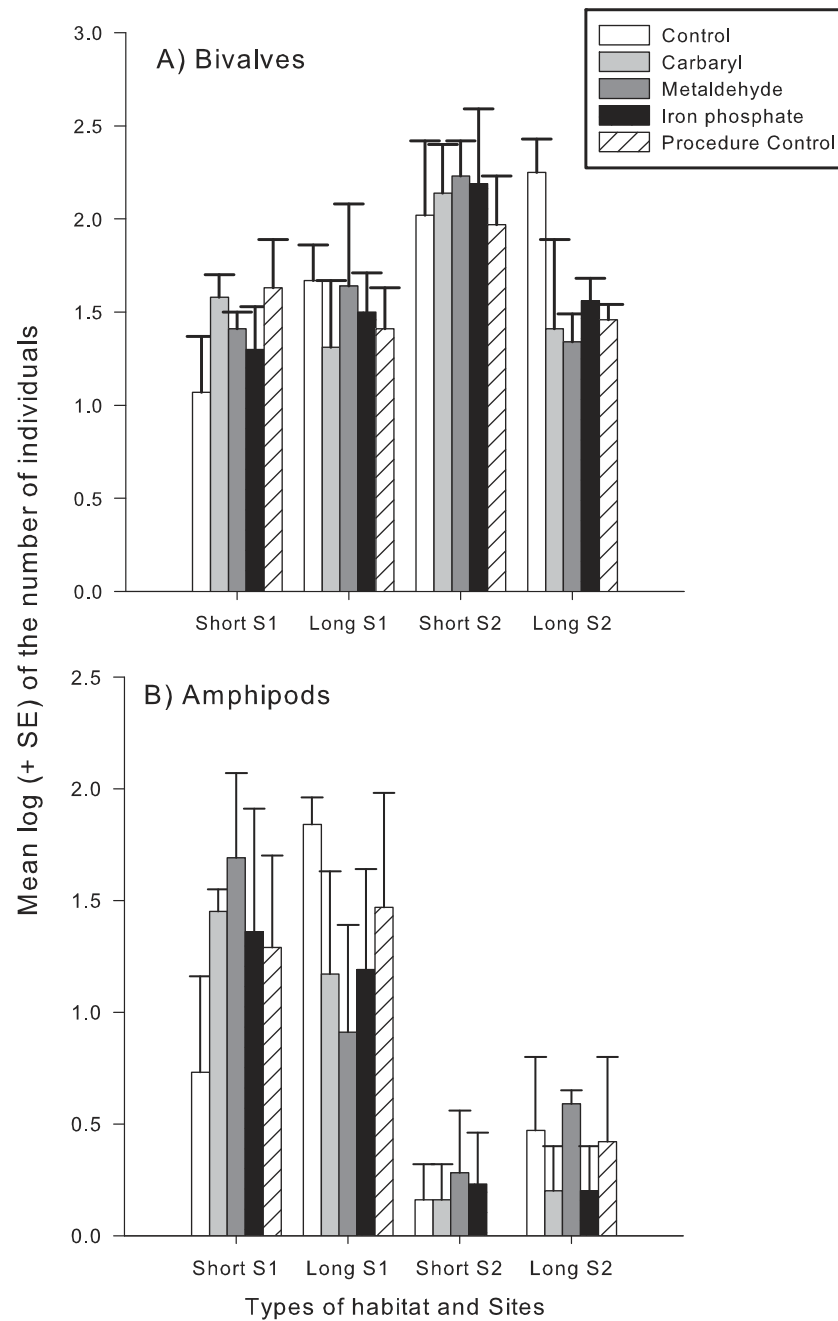 A) Bivalves
Control
Carbaryl
Metaldehyde
Iron phosphate
Procedure Control
3.0
2.5
2.0
1.5
1.0
0.5
0.0
Short S1 Long S1 Short S2 Long S2
Mean log (+ SE) of the number of individuals
B) Amphipods
2.5
2.0
1.5
1.0
0.5
0.0
Short S1 Long S1 Short S2 Long S2
Types of habitat and Sites